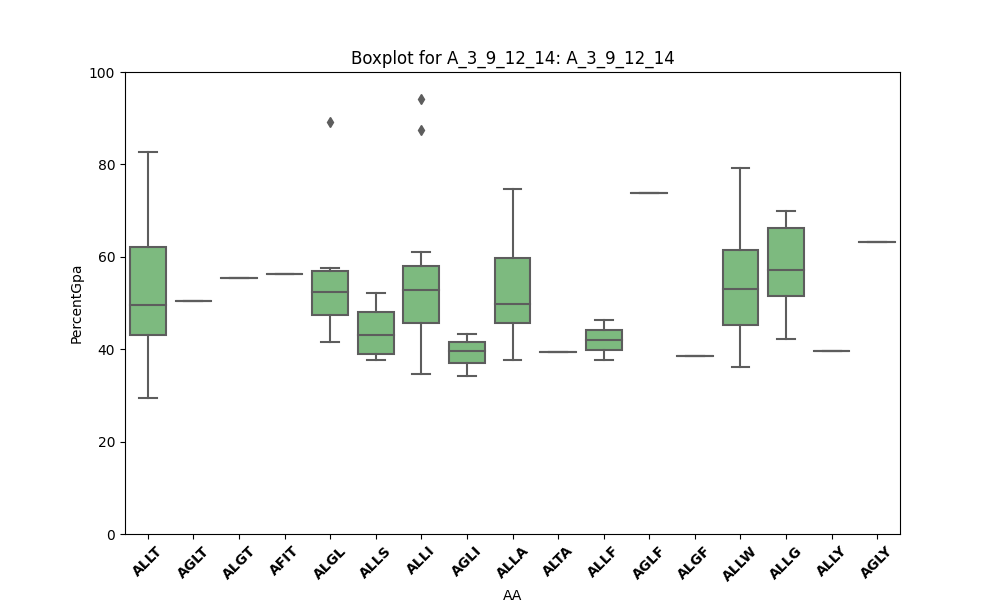 Boxplot for A_3_9_12_14: A_3_9_12_14
100
80
60
40
20
0
PercentGpa
ALLT AGLT ALGT AFIT ALGL ALLS ALLI AGLI ALLA ALTA ALLF AGLF ALGF ALLW ALLG ALLY AGLY
AA